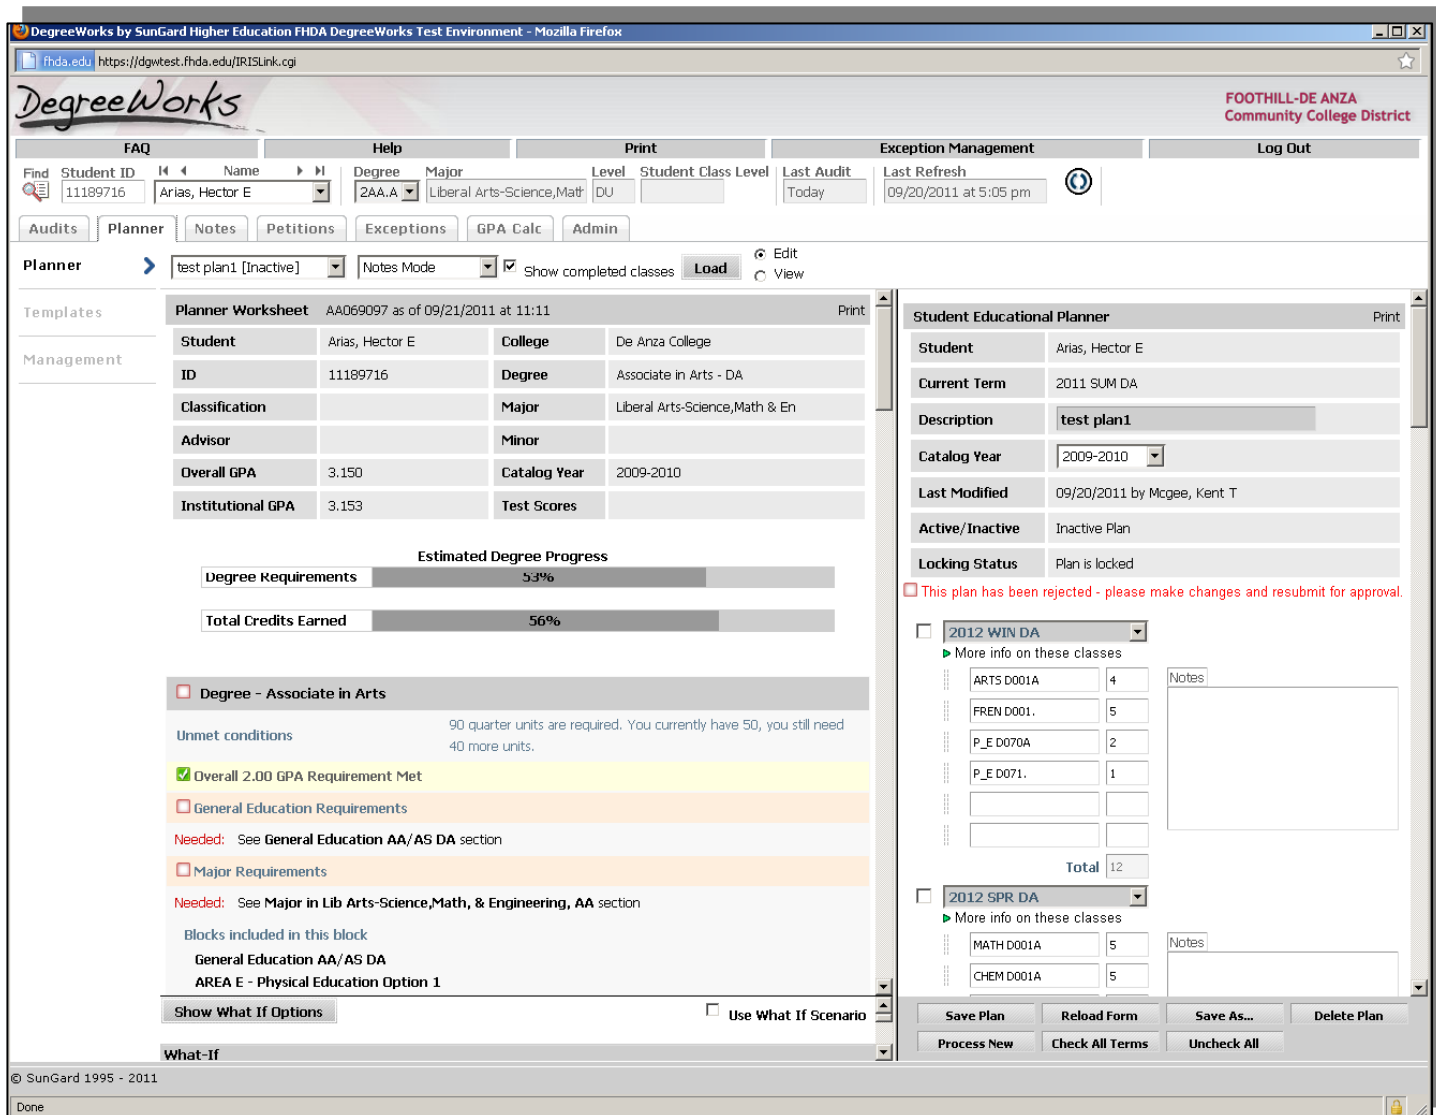 DegreeWorks by SunGard Higher Education FHDA DegreeWorks Test Environment - Mozilla Firefox
fhda.edu https://dgwtest.fhda.edu/IRISLink.cgi
DegreeWorks
FOOTHILL-DE ANZA
Community College District
FAQ Help Print Exception Management Log Out
Find Student ID Name Degree Major Level Student Class Level Last Audit Last Refresh
11189716 Arias, Hector E 2AA.A Liberal Arts-Science,Math DU Today 09/20/2011 at 5:05 pm
Audits Planner Notes Petitions Exceptions GPA Calc Admin
Planner test plan1 [Inactive] Notes Mode Show completed classes Load Edit
View
Templates
Management
Planner Worksheet AA069097 as of 09/21/2011 at 11:11 Print
Student Arias, Hector E College De Anza College
ID 11189716 Degree Associate in Arts - DA
Classification Major Liberal Arts-Science,Math & En
Advisor Minor
Overall GPA 3.150 Catalog Year 2009-2010
Institutional GPA 3.153 Test Scores
Estimated Degree Progress
Degree Requirements 53%
Total Credits Earned 56%
Degree - Associate in Arts
Unmet conditions 90 quarter units are required. You currently have 50, you still need
40 more units.
Overall 2.00 GPA Requirement Met
General Education Requirements
Needed: See General Education AA/AS DA section
Major Requirements
Needed: See Major in Lib Arts-Science,Math, & Engineering, AA section
Blocks included in this block
General Education AA/AS DA
AREA E - Physical Education Option 1
Show What If Options Use What If Scenario
What-If
Student Educational Planner Print
Student Arias, Hector E
Current Term 2011 SUM DA
Description test plan1
Catalog Year 2009-2010
Last Modified 09/20/2011 by Mcgee, Kent T
Active/Inactive Inactive Plan
Locking Status Plan is locked
This plan has been rejected - please make changes and resubmit for approval.
2012 WIN DA
More info on these classes
ARTS D001A 4 Notes
FREN D001. 5
P_E D070A 2
P_E D071. 1
Total 12
2012 SPR DA
More info on these classes
MATH D001A 5 Notes
CHEM D001A 5
Save Plan Reload Form Save As... Delete Plan
Process New Check All Terms Uncheck All
© SunGard 1995 - 2011
Done